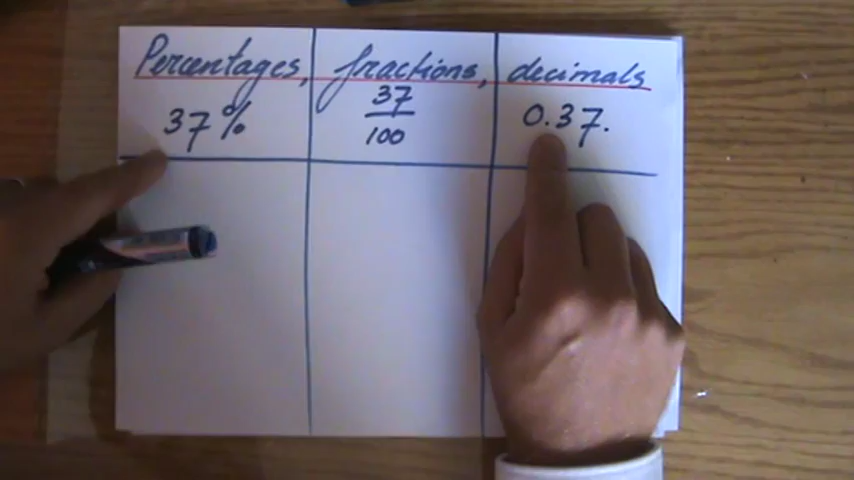 Percentages, fractions, decimals
37% 37/100 0.37.